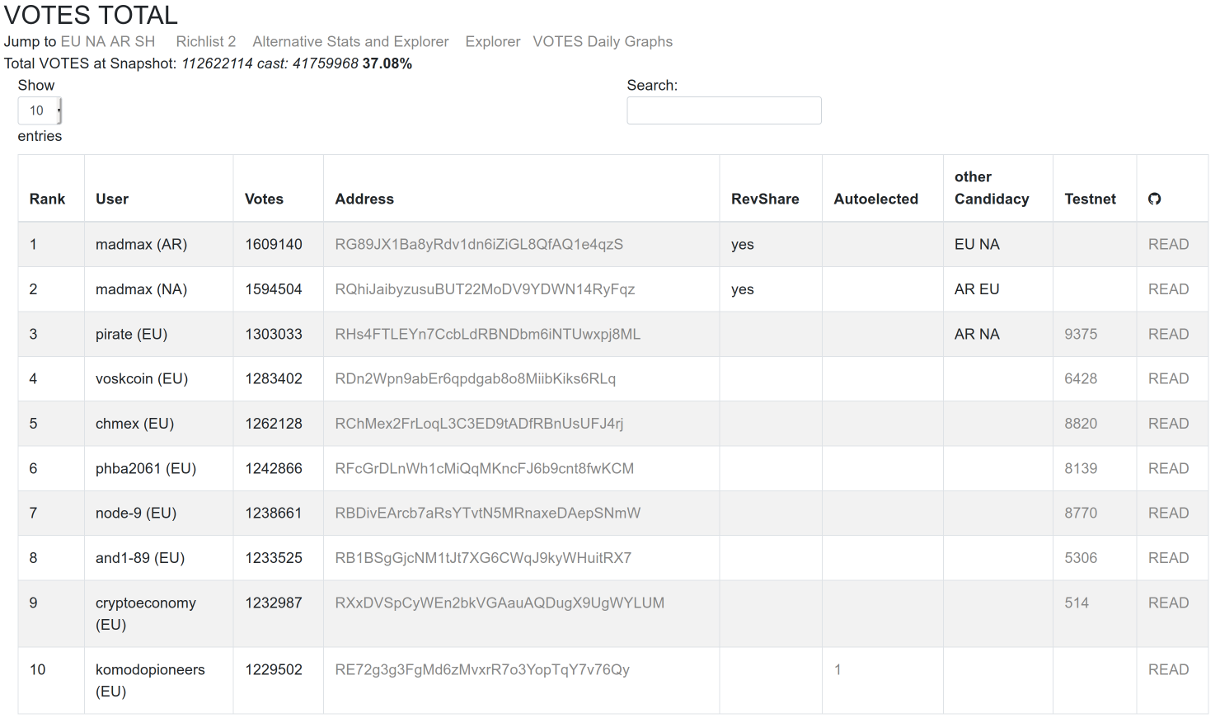 VOTES TOTAL
Jump to EU NA AR SH Richlist 2 Alternative Stats and Explorer Explorer VOTES Daily Graphs
Total VOTES at Snapshot: 112622114 cast: 41759968 37.08%
Show Search:
10
entries
other
Rank User Votes Address RevShare Autoelected Candidacy Testnet
1 madmax (AR) 1609140 RG89JX1Ba8yRdv1dn6iZiGL8QfAQ1e4qzS yes EU NA READ
2 madmax (NA) 1594504 RQhiJaibyzusuBUT22MoDV9YDWN14RyFqz yes AR EU READ
3 pirate (EU) 1303033 RHs4FTLEYn7CcbLdRBNDbm6iNTUwxpj8ML AR NA 9375 READ
4 voskcoin (EU) 1283402 RDn2Wpn9abEr6qpdgab8o8MiibKiks6RLq 6428 READ
5 chmex (EU) 1262128 RChMex2FrLoqL3C3ED9tADfRBnUsUFJ4rj 8820 READ
6 phba2061 (EU) 1242866 RFcGrDLnWh1cMiQqMKncFJ6b9cnt8fwKCM 8139 READ
7 node-9 (EU) 1238661 RBDivEArcb7aRsYTvtN5MRnaxeDAepSNmW 8770 READ
8 and1-89 (EU) 1233525 RB1BSgGjcNM1tJt7XG6CWqJ9kyWHuitRX7 5306 READ
9 cryptoeconomy 1232987 RXxDVSpCyWEn2bkVGAauAQDugX9UgWYLUM 514 READ
(EU)
10 komodopioneers 1229502 RE72g3g3FgMd6zMvxrR7o3YopTqY7v76Qy 1 READ
(EU)